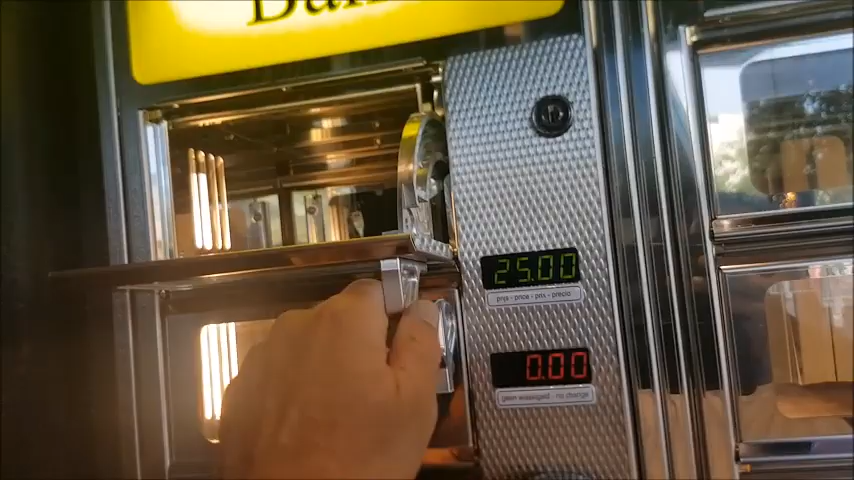 25.00
prijs - price - prix - precio
0.00
geen wisselgeld - no change